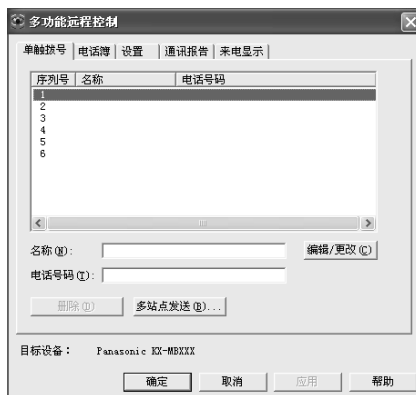 多功能远程控制
单触拨号 电话簿 设置 通讯报告 来电显示
序列号 名称 电话号码
1
2
3
4
5
6
名称(N):
编辑/更改(C)
电话号码(T):
删除(D) 多站点发送(B)...
目标设备： Panasonic KX-MBXXX
确定 取消 应用 帮助